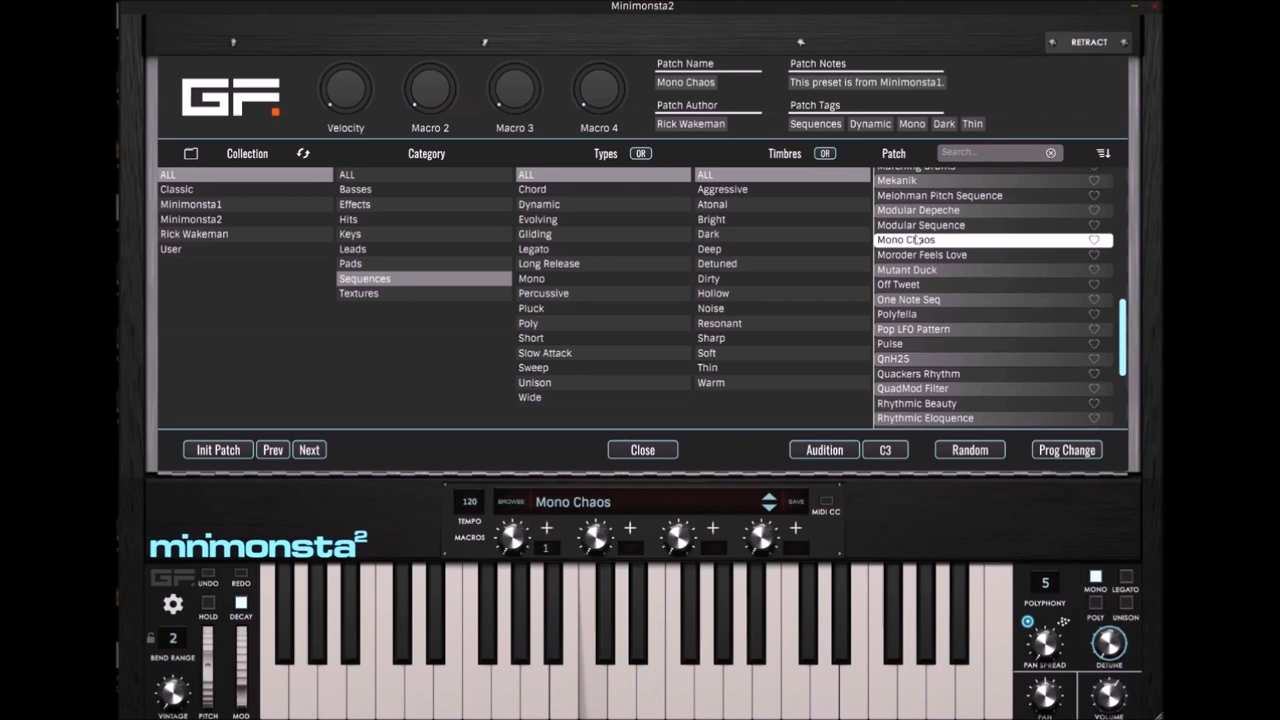 Minimonsta2
RETRACT
GF
Velocity
Macro 2
Macro 3
Macro 4
Patch Name
Mono Chaos
Patch Author
Rick Wakeman
Patch Notes
This preset is from Minimonsta1.
Patch Tags
Sequences Dynamic Mono Dark Thin
Collection
Category
Types OR
Timbres OR
Patch
Search...
ALL
Classic
Minimonsta1
Minimonsta2
Rick Wakeman
User
ALL
Basses
Effects
Hits
Keys
Leads
Pads
Sequences
Textures
ALL
Chord
Dynamic
Evolving
Gliding
Legato
Long Release
Mono
Percussive
Pluck
Poly
Short
Slow Attack
Sweep
Unison
Wide
ALL
Aggressive
Atonal
Bright
Dark
Deep
Detuned
Dirty
Hollow
Noise
Resonant
Sharp
Soft
Thin
Warm
Mekanik
Melohman Pitch Sequence
Modular Depeche
Modular Sequence
Mono Chaos
Moroder Feels Love
Mutant Duck
Off Tweet
One Note Seq
Polyfella
Pop LFO Pattern
Pulse
QnH2S
Quackers Rhythm
QuadMod Filter
Rhythmic Beauty
Rhythmic Eloquence
Init Patch Prev Next
Close
Audition C3 Random Prog Change
120
TEMPO
MACROS
BROWSE Mono Chaos SAVE
MIDI CC
+ + + +
1
minimonsta2
GF UNDO REDO
HOLD DECAY
2
BEND RANGE
VINTAGE PITCH MOD
5
POLYPHONY
MONO LEGATO
POLY UNISON
PAN SPREAD DETUNE
PAN VOLUME